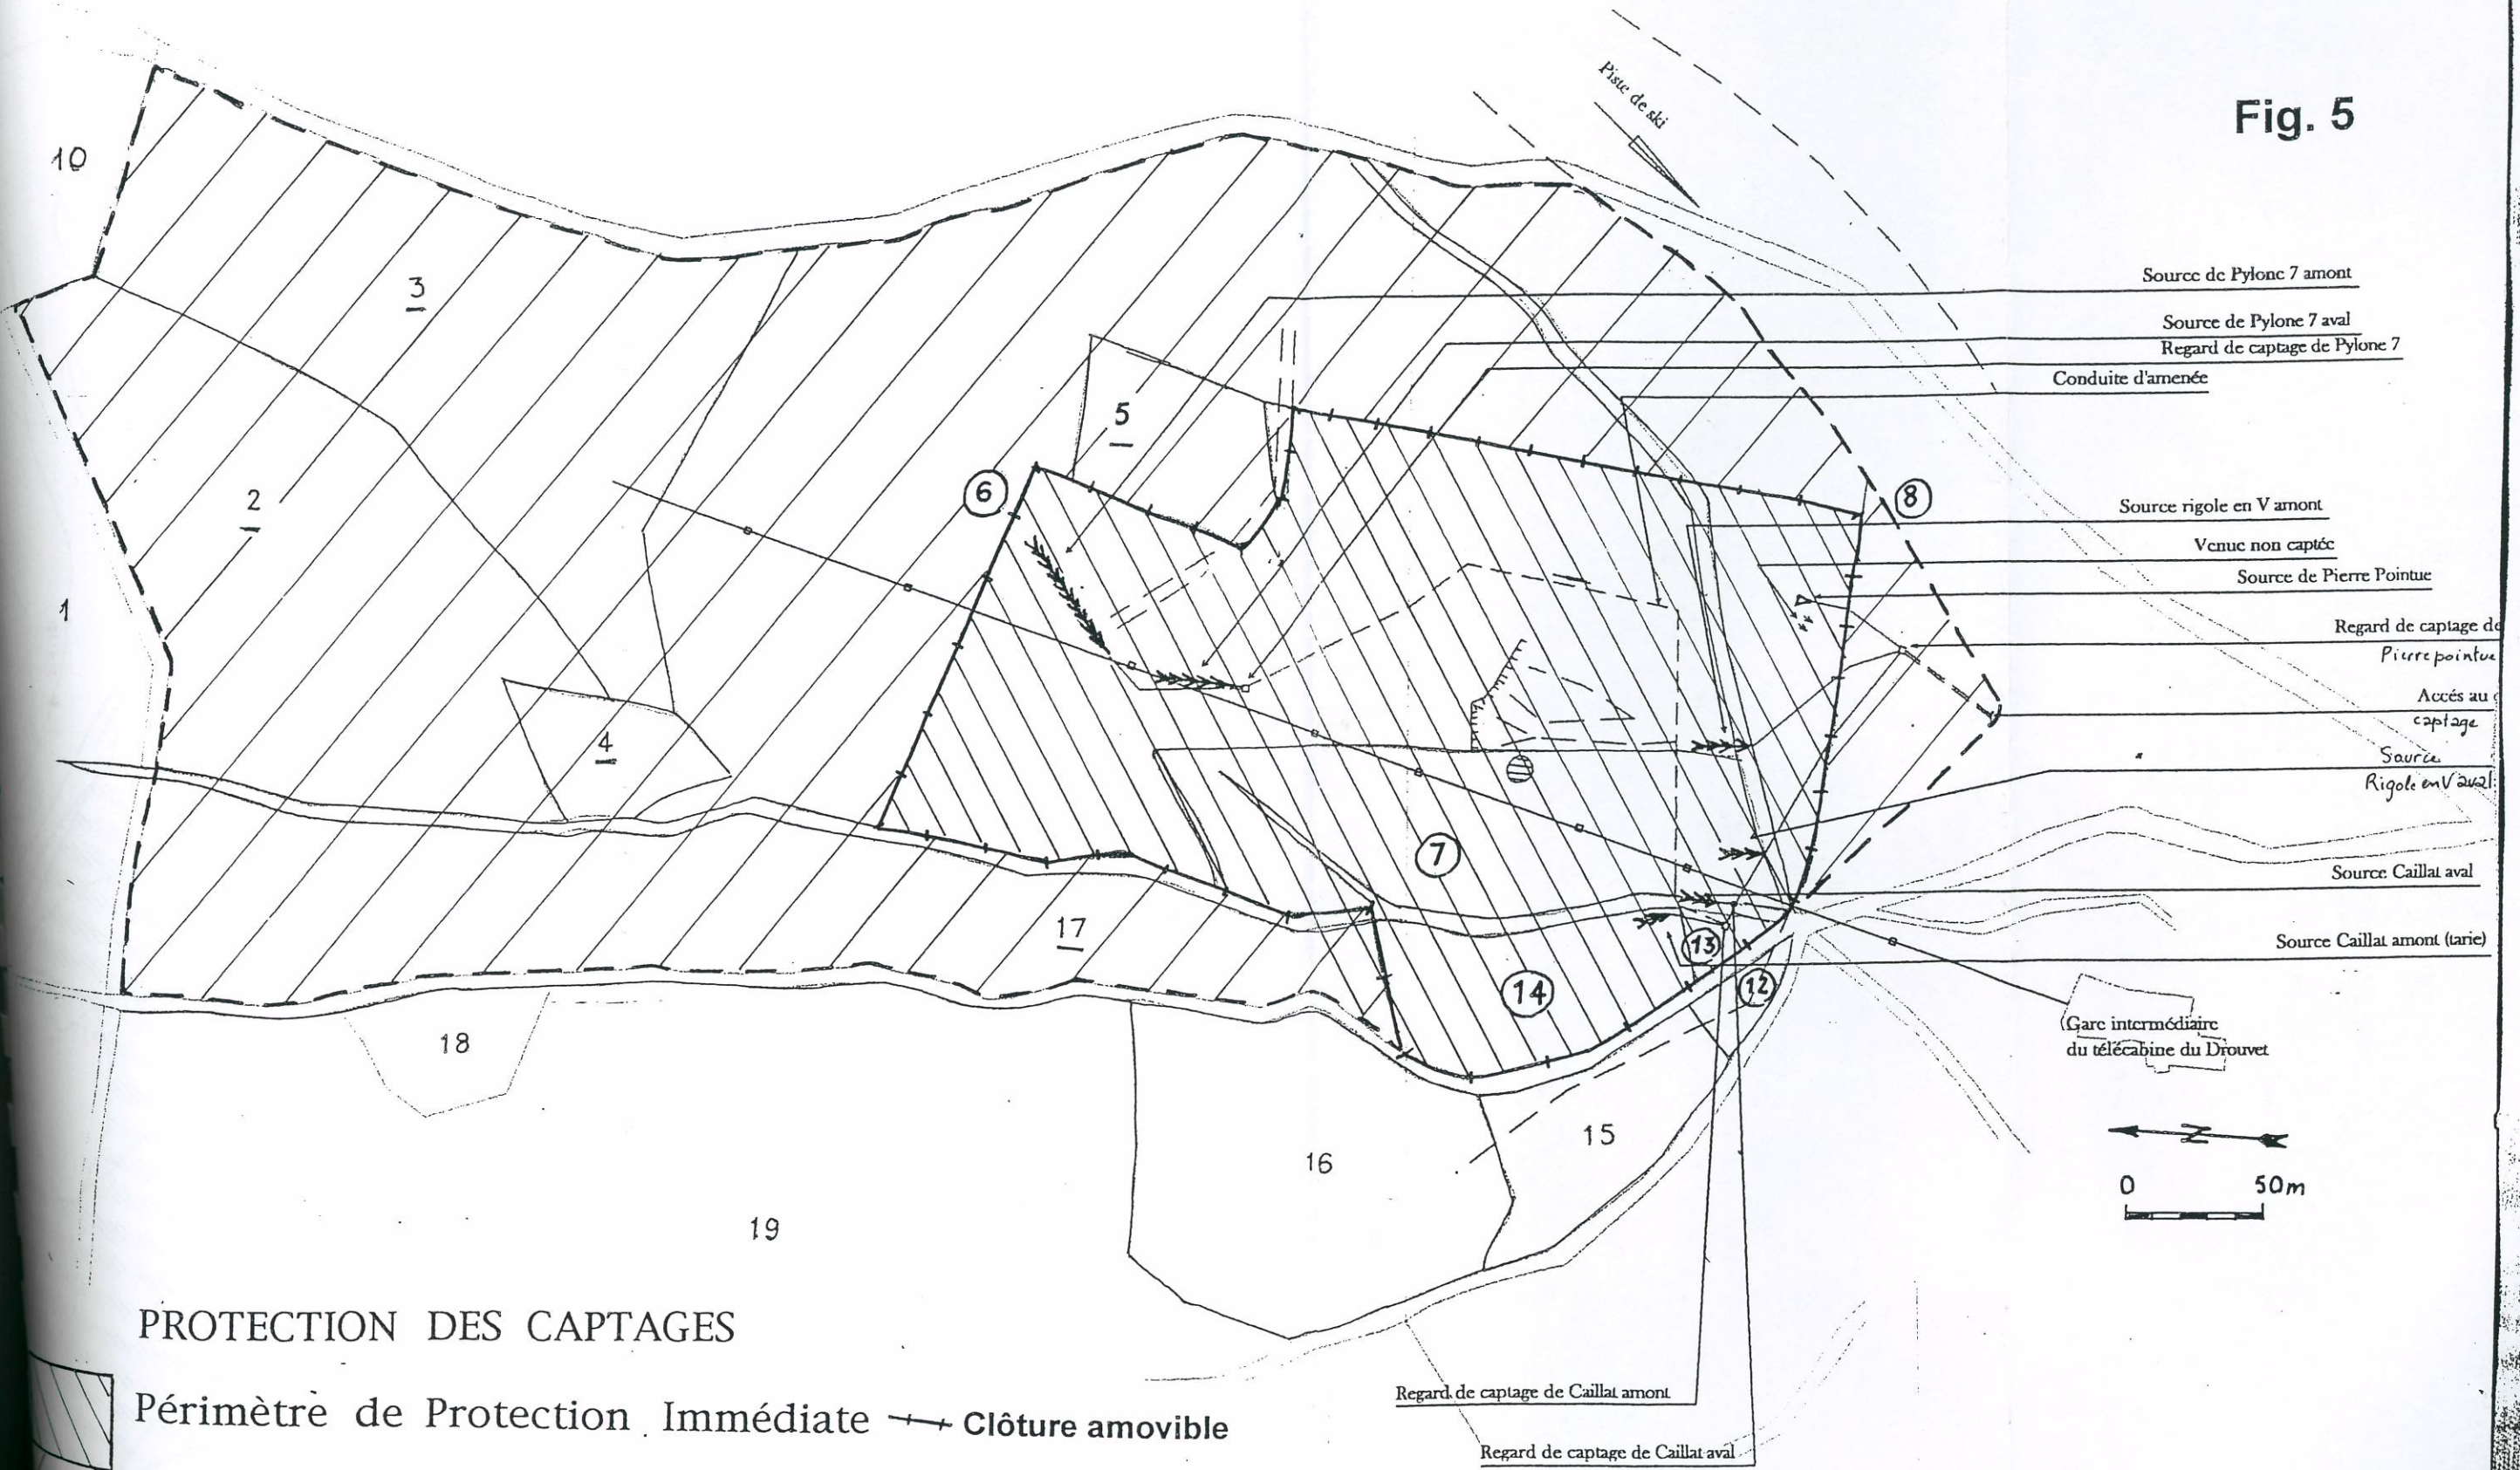 Fig. 5
Piste de ski
10
3
Source de Pylone 7 amont
Source de Pylone 7 aval
Regard de captage de Pylone 7
Conduite d'amenée
5
2
6
8
Source rigole en V amont
Venue non captée
Source de Pierre Pointue
1
Regard de captage de
Pierre pointue
Accés au
captage
4
Source
Rigole en V aval
7
Source Caillat aval
17
13
Source Caillat amont (tarie)
14
12
18
Gare intermédiaire
du télécabine du Drouvet
15
N
16
0 50m
19
PROTECTION DES CAPTAGES
Regard de captage de Caillat amont
Périmètre de Protection Immédiate
Clôture amovible
Regard de captage de Caillat aval